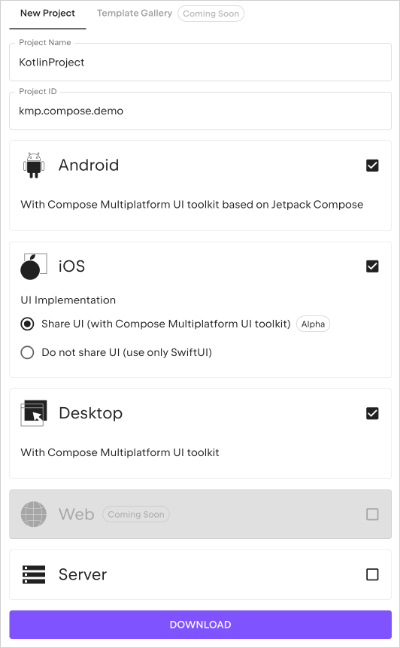 New Project
Template Gallery Coming Soon
Project Name
KotlinProject
Project ID
kmp.compose.demo
Android
With Compose Multiplatform UI toolkit based on Jetpack Compose
iOS
UI Implementation
Share UI (with Compose Multiplatform UI toolkit) Alpha
Do not share UI (use only SwiftUI)
Desktop
With Compose Multiplatform UI toolkit
Web Coming Soon
Server
DOWNLOAD